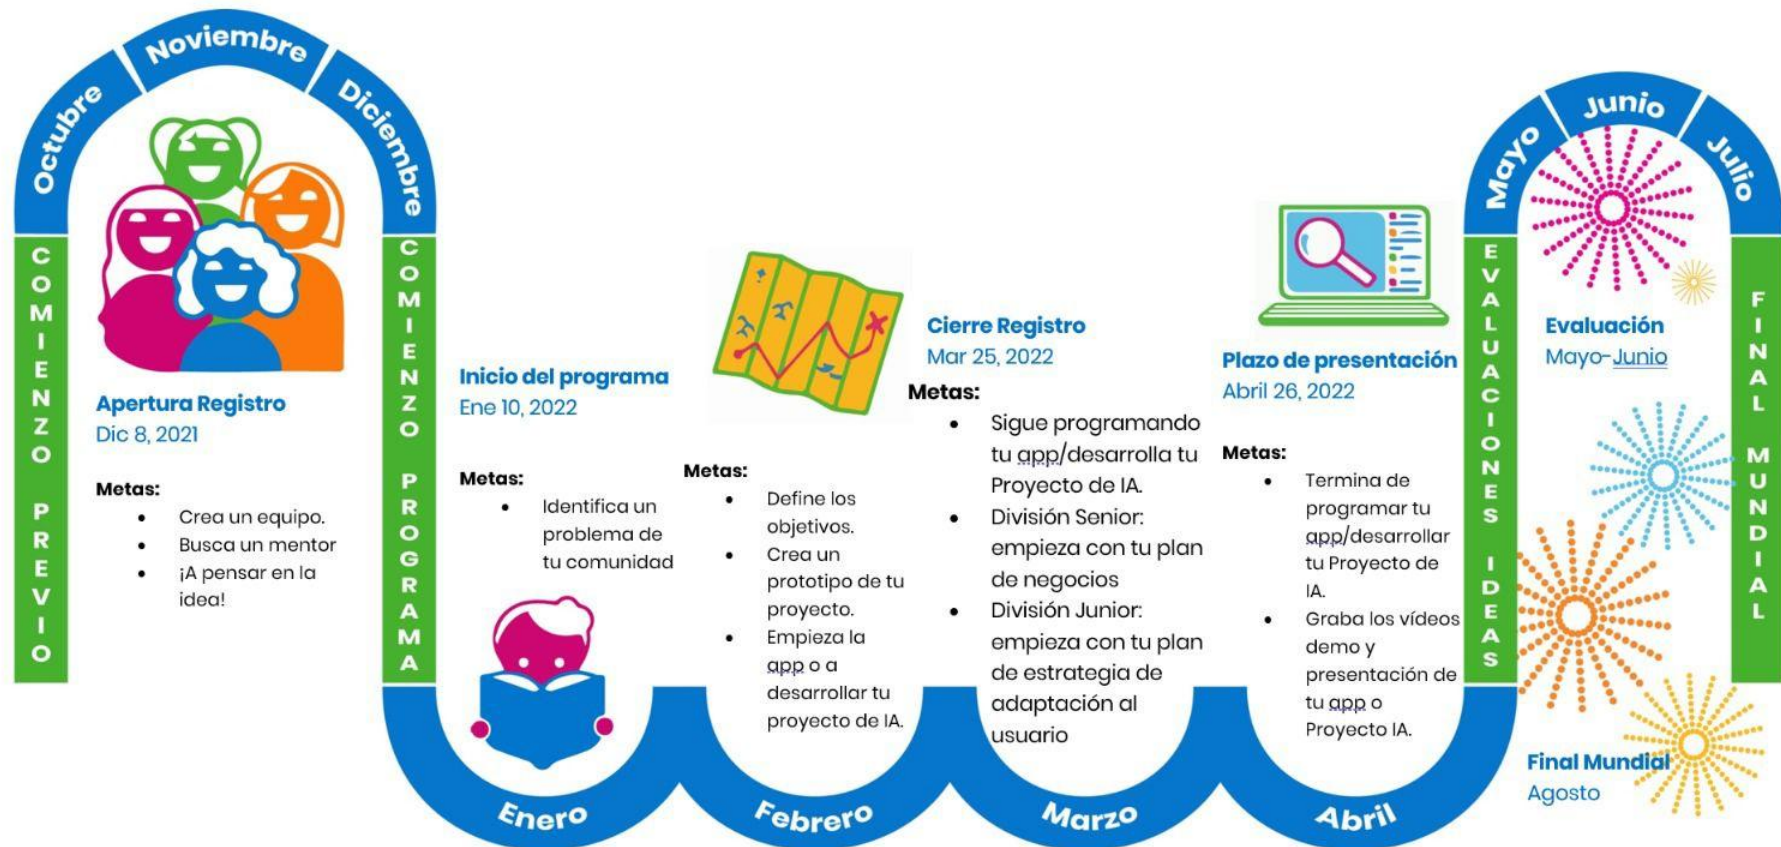 Octubre
Noviembre
Diciembre
COMIENZO PREVIO
Apertura Registro
Dic 8, 2021
Metas:
• Crea un equipo.
• Busca un mentor
• ¡A pensar en la
idea!
COMIENZO PROGRAMA
Inicio del programa
Ene 10, 2022
Metas:
• Identifica un
problema de
tu comunidad
Enero
Metas:
• Define los
objetivos.
• Crea un
prototipo de tu
proyecto.
• Empieza la
app o a
desarrollar tu
proyecto de IA.
Febrero
Cierre Registro
Mar 25, 2022
Metas:
• Sigue programando
tu app/desarrolla tu
Proyecto de IA.
• División Senior:
empieza con tu plan
de negocios
• División Junior:
empieza con tu plan
de estrategia de
adaptación al
usuario
Marzo
Plazo de presentación
Abril 26, 2022
Metas:
• Termina de
programar tu
app/desarrollar
tu Proyecto de
IA.
• Graba los vídeos
demo y
presentación de
tu app o
Proyecto IA.
Abril
EVALUACIONES IDEAS
Mayo
Junio
Julio
Evaluación
Mayo-Junio
Final Mundial
Agosto
FINAL MUNDIAL